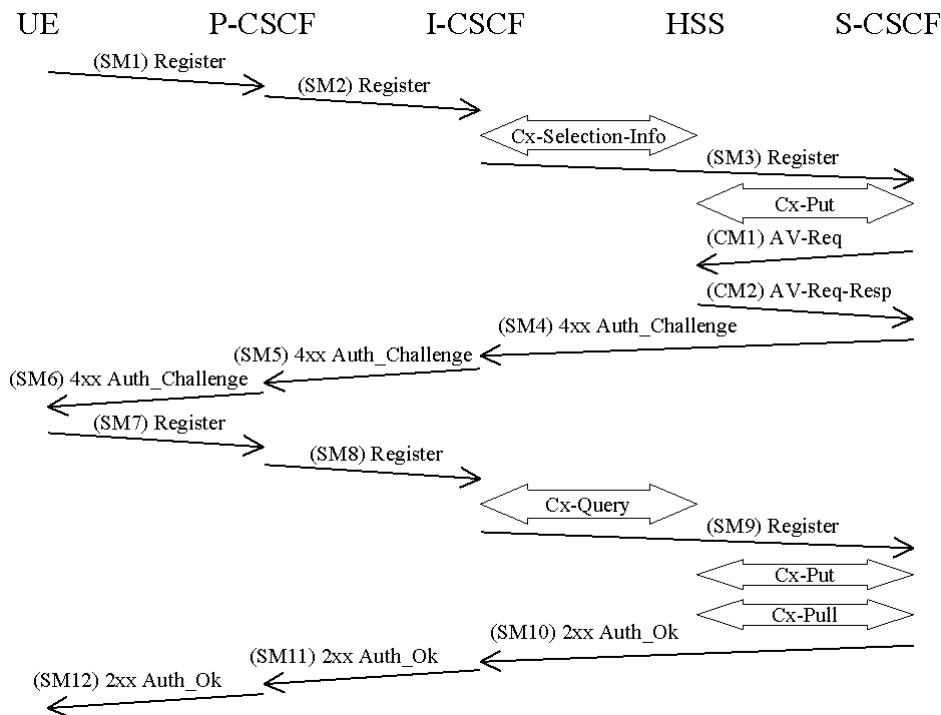 UE P-CSCF I-CSCF HSS S-CSCF
(SM1) Register
(SM2) Register
Cx-Selection-Info
(SM3) Register
Cx-Put
(CM1) AV-Req
(CM2) AV-Req-Resp
(SM4) 4xx Auth_Challenge
(SM5) 4xx Auth_Challenge
(SM6) 4xx Auth_Challenge
(SM7) Register
(SM8) Register
Cx-Query
(SM9) Register
Cx-Put
Cx-Pull
(SM10) 2xx Auth_Ok
(SM11) 2xx Auth_Ok
(SM12) 2xx Auth_Ok